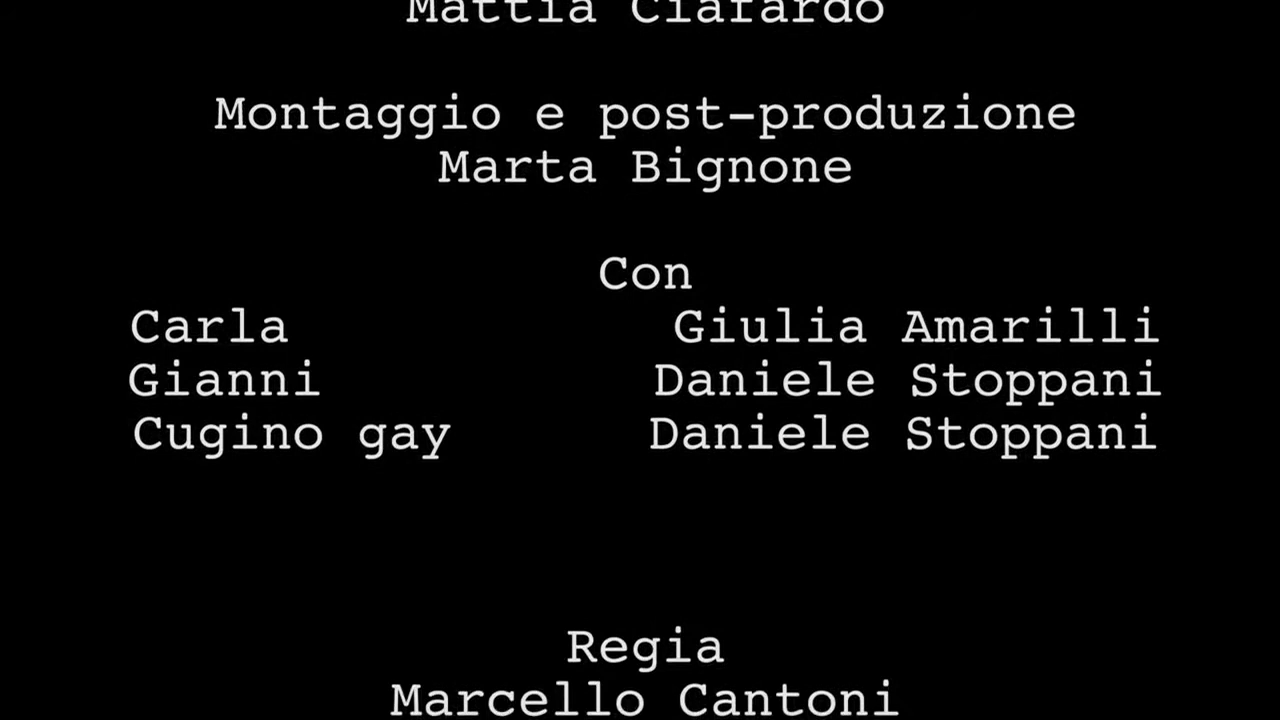 Mattia Ciafardo
Montaggio e post-produzione
Marta Bignone
Con
Carla Giulia Amarilli
Gianni Daniele Stoppani
Cugino gay Daniele Stoppani
Regia
Marcello Cantoni